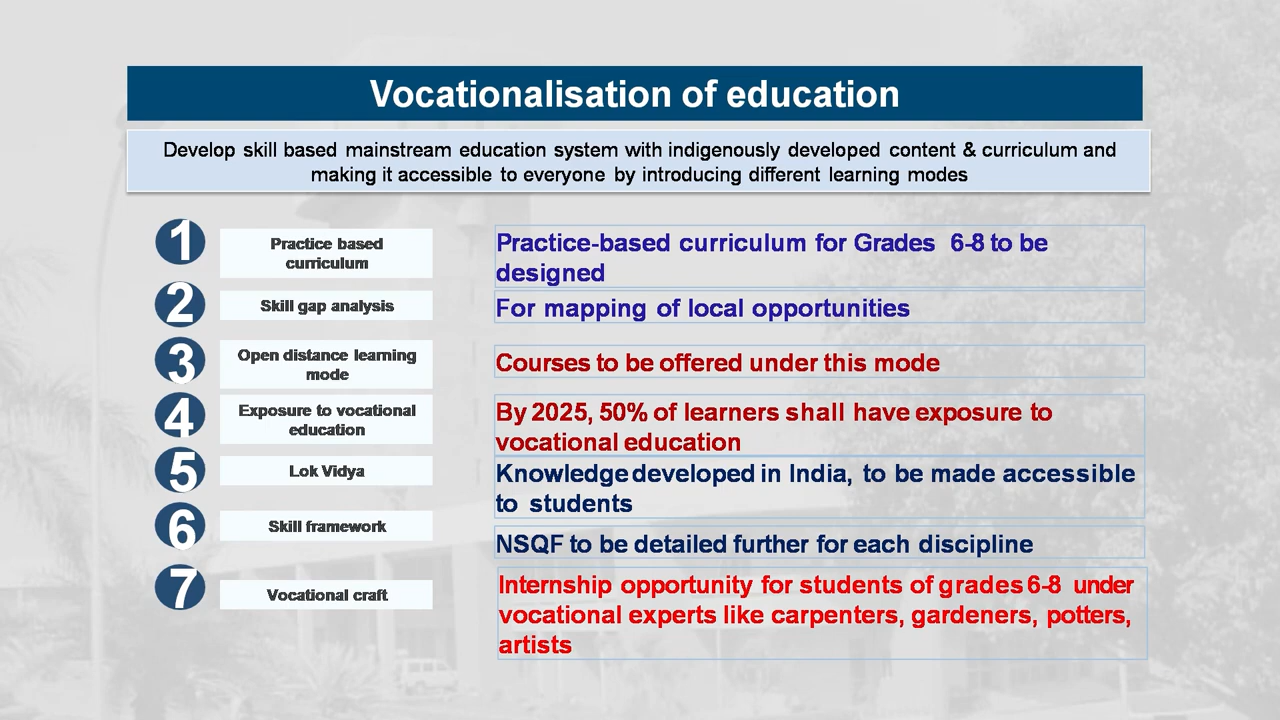 Vocationalisation of education
Develop skill based mainstream education system with indigenously developed content & curriculum and
making it accessible to everyone by introducing different learning modes
1
Practice based
curriculum
Practice-based curriculum for Grades 6-8 to be
designed
2
Skill gap analysis
For mapping of local opportunities
3
Open distance learning
mode
Courses to be offered under this mode
4
Exposure to vocational
education
By 2025, 50% of learners shall have exposure to
vocational education
5
Lok Vidya
Knowledge developed in India, to be made accessible
to students
6
Skill framework
NSQF to be detailed further for each discipline
7
Vocational craft
Internship opportunity for students of grades 6-8 under
vocational experts like carpenters, gardeners, potters,
artists